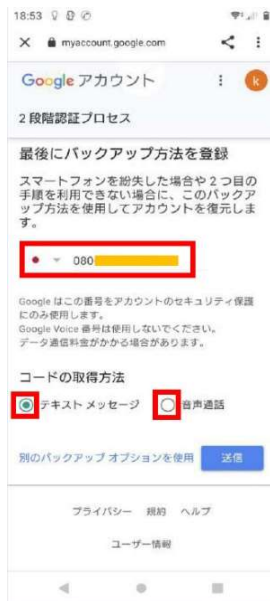 18:53
myaccount.google.com
Google アカウント
k
2 段階認証プロセス
最後にバックアップ方法を登録
スマートフォンを紛失した場合や 2 つ目の
手順を利用できない場合に、このバックア
ップ方法を使用してアカウントを復元しま
す。
080
Google はこの番号をアカウントのセキュリティ保護
にのみ使用します。
Google Voice 番号は使用しないでください。
データ通信料金がかかる場合があります。
コードの取得方法
テキスト メッセージ 音声通話
別のバックアップ オプションを使用 送信
プライバシー 規約 ヘルプ
ユーザー情報